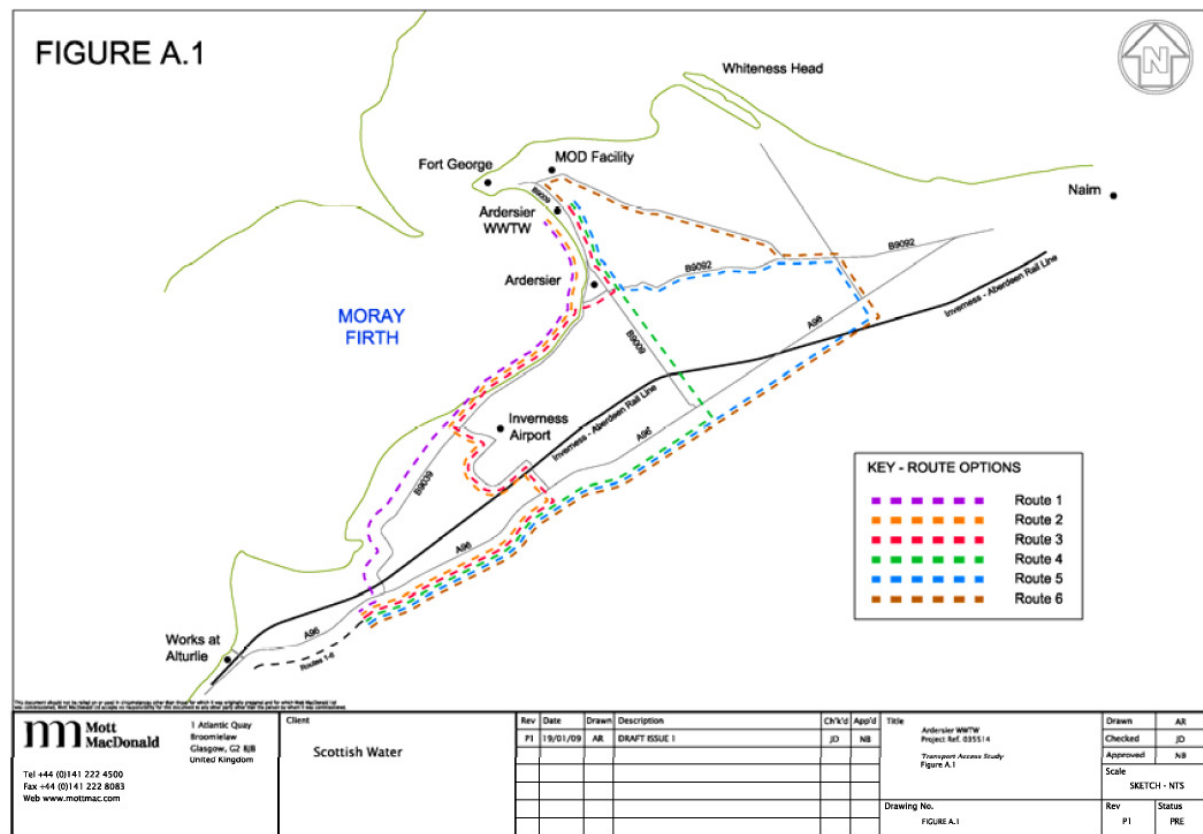 FIGURE A.1
N
Whiteness Head
MOD Facility
Fort George
Nairn
B9039
Ardersier
WWTW
B9092
B9092
Ardersier
Inverness - Aberdeen Rail Line
MORAY
FIRTH
A96
B9009
Inverness
Airport
Inverness - Aberdeen Rail Line
A96
B9039
KEY - ROUTE OPTIONS
Route 1
Route 2
Route 3
Route 4
Route 5
Route 6
A96
Works at
Alturlie
A96
Routes 1-6
Mott
MacDonald
1 Atlantic Quay
Broomielaw
Glasgow, G2 8JB
United Kingdom
Tel +44 (0)141 222 4500
Fax +44 (0)141 222 8083
Web www.mottmac.com
Client
Scottish Water
Rev Date Drawn Description Ch'k'd App'd
P1 19/01/09 AR DRAFT ISSUE 1 JD NB
Title
Ardersier WWTW
Project Ref. 035514
Transport Access Study
Figure A.1
Drawing No.
FIGURE A.1
Drawn AR
Checked JD
Approved NB
Scale
SKETCH - NTS
Rev Status
P1 PRE